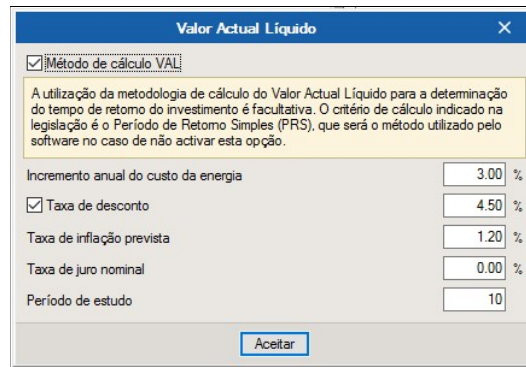 Valor Actual Líquido
Método de cálculo VAL
A utilização da metodologia de cálculo do Valor Actual Líquido para a determinação
do tempo de retorno do investimento é facultativa. O critério de cálculo indicado na
legislação é o Período de Retorno Simples (PRS), que será o método utilizado pelo
software no caso de não activar esta opção.
Incremento anual do custo da energia 3.00 %
Taxa de desconto 4.50 %
Taxa de inflação prevista 1.20 %
Taxa de juro nominal 0.00 %
Período de estudo 10
Aceitar